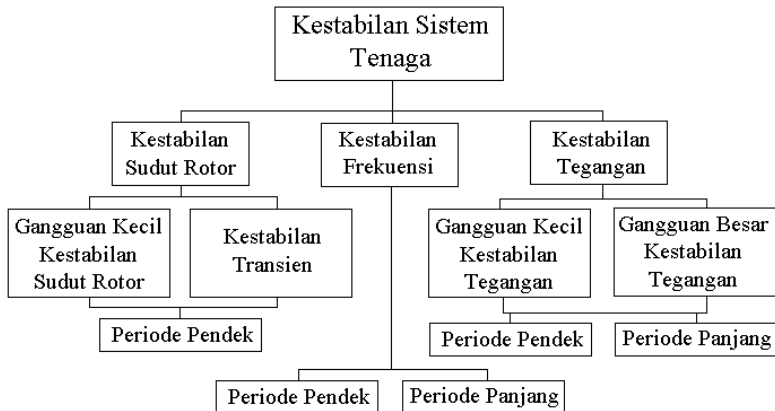 Kestabilan Sistem
Tenaga
Kestabilan
Sudut Rotor
Kestabilan
Frekuensi
Kestabilan
Tegangan
Gangguan Kecil
Kestabilan
Sudut Rotor
Kestabilan
Transien
Gangguan Kecil
Kestabilan
Tegangan
Gangguan Besar
Kestabilan
Tegangan
Periode Pendek
Periode Pendek
Periode Panjang
Periode Pendek
Periode Panjang